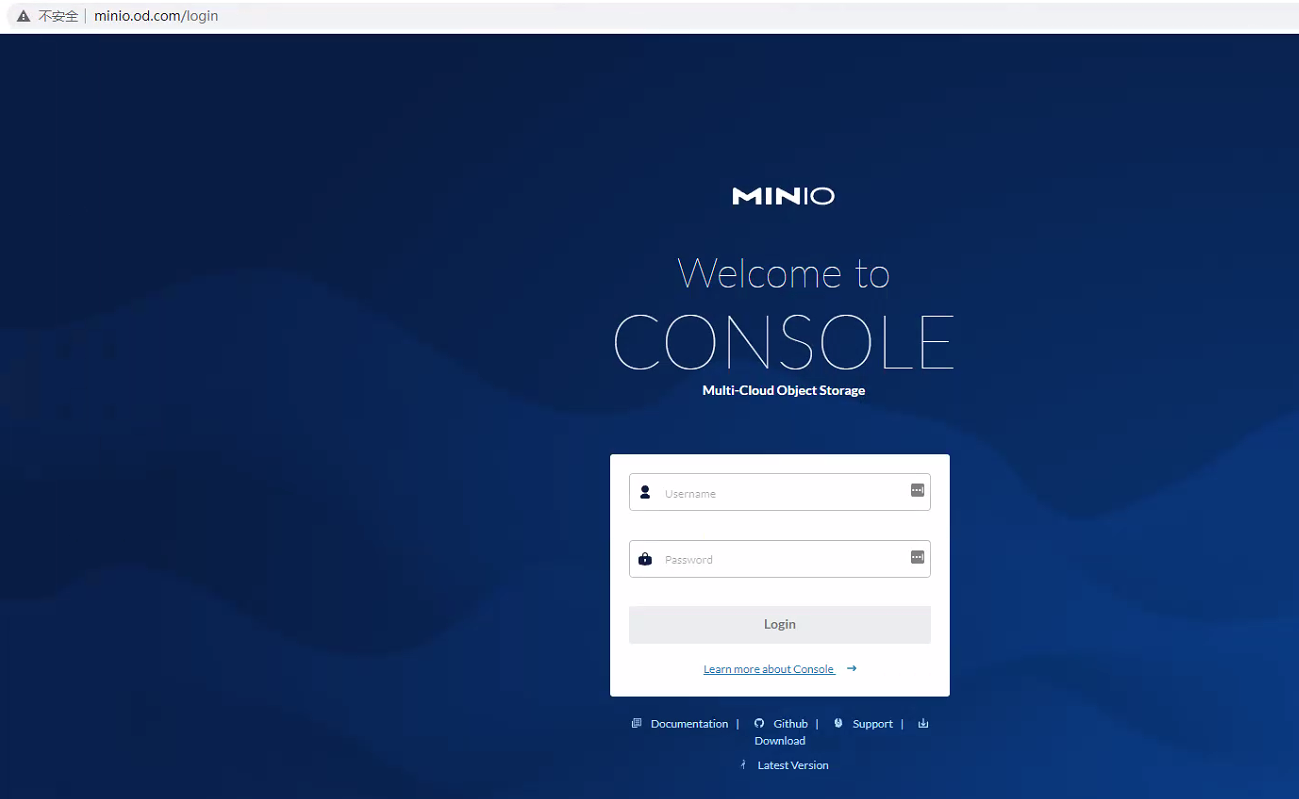 不安全 | minio.od.com/login
MINIO
Welcome to
CONSOLE
Multi-Cloud Object Storage
Username
Password
Login
Learn more about Console →
Documentation | Github | Support |
Download
Latest Version